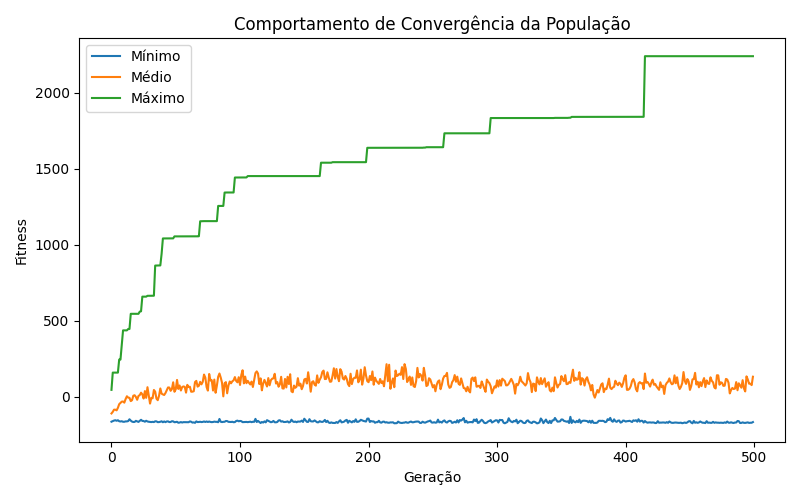 Comportamento de Convergência da População
Mínimo
Médio
Máximo
Fitness
2000
1500
1000
500
0
0 100 200 300 400 500
Geração